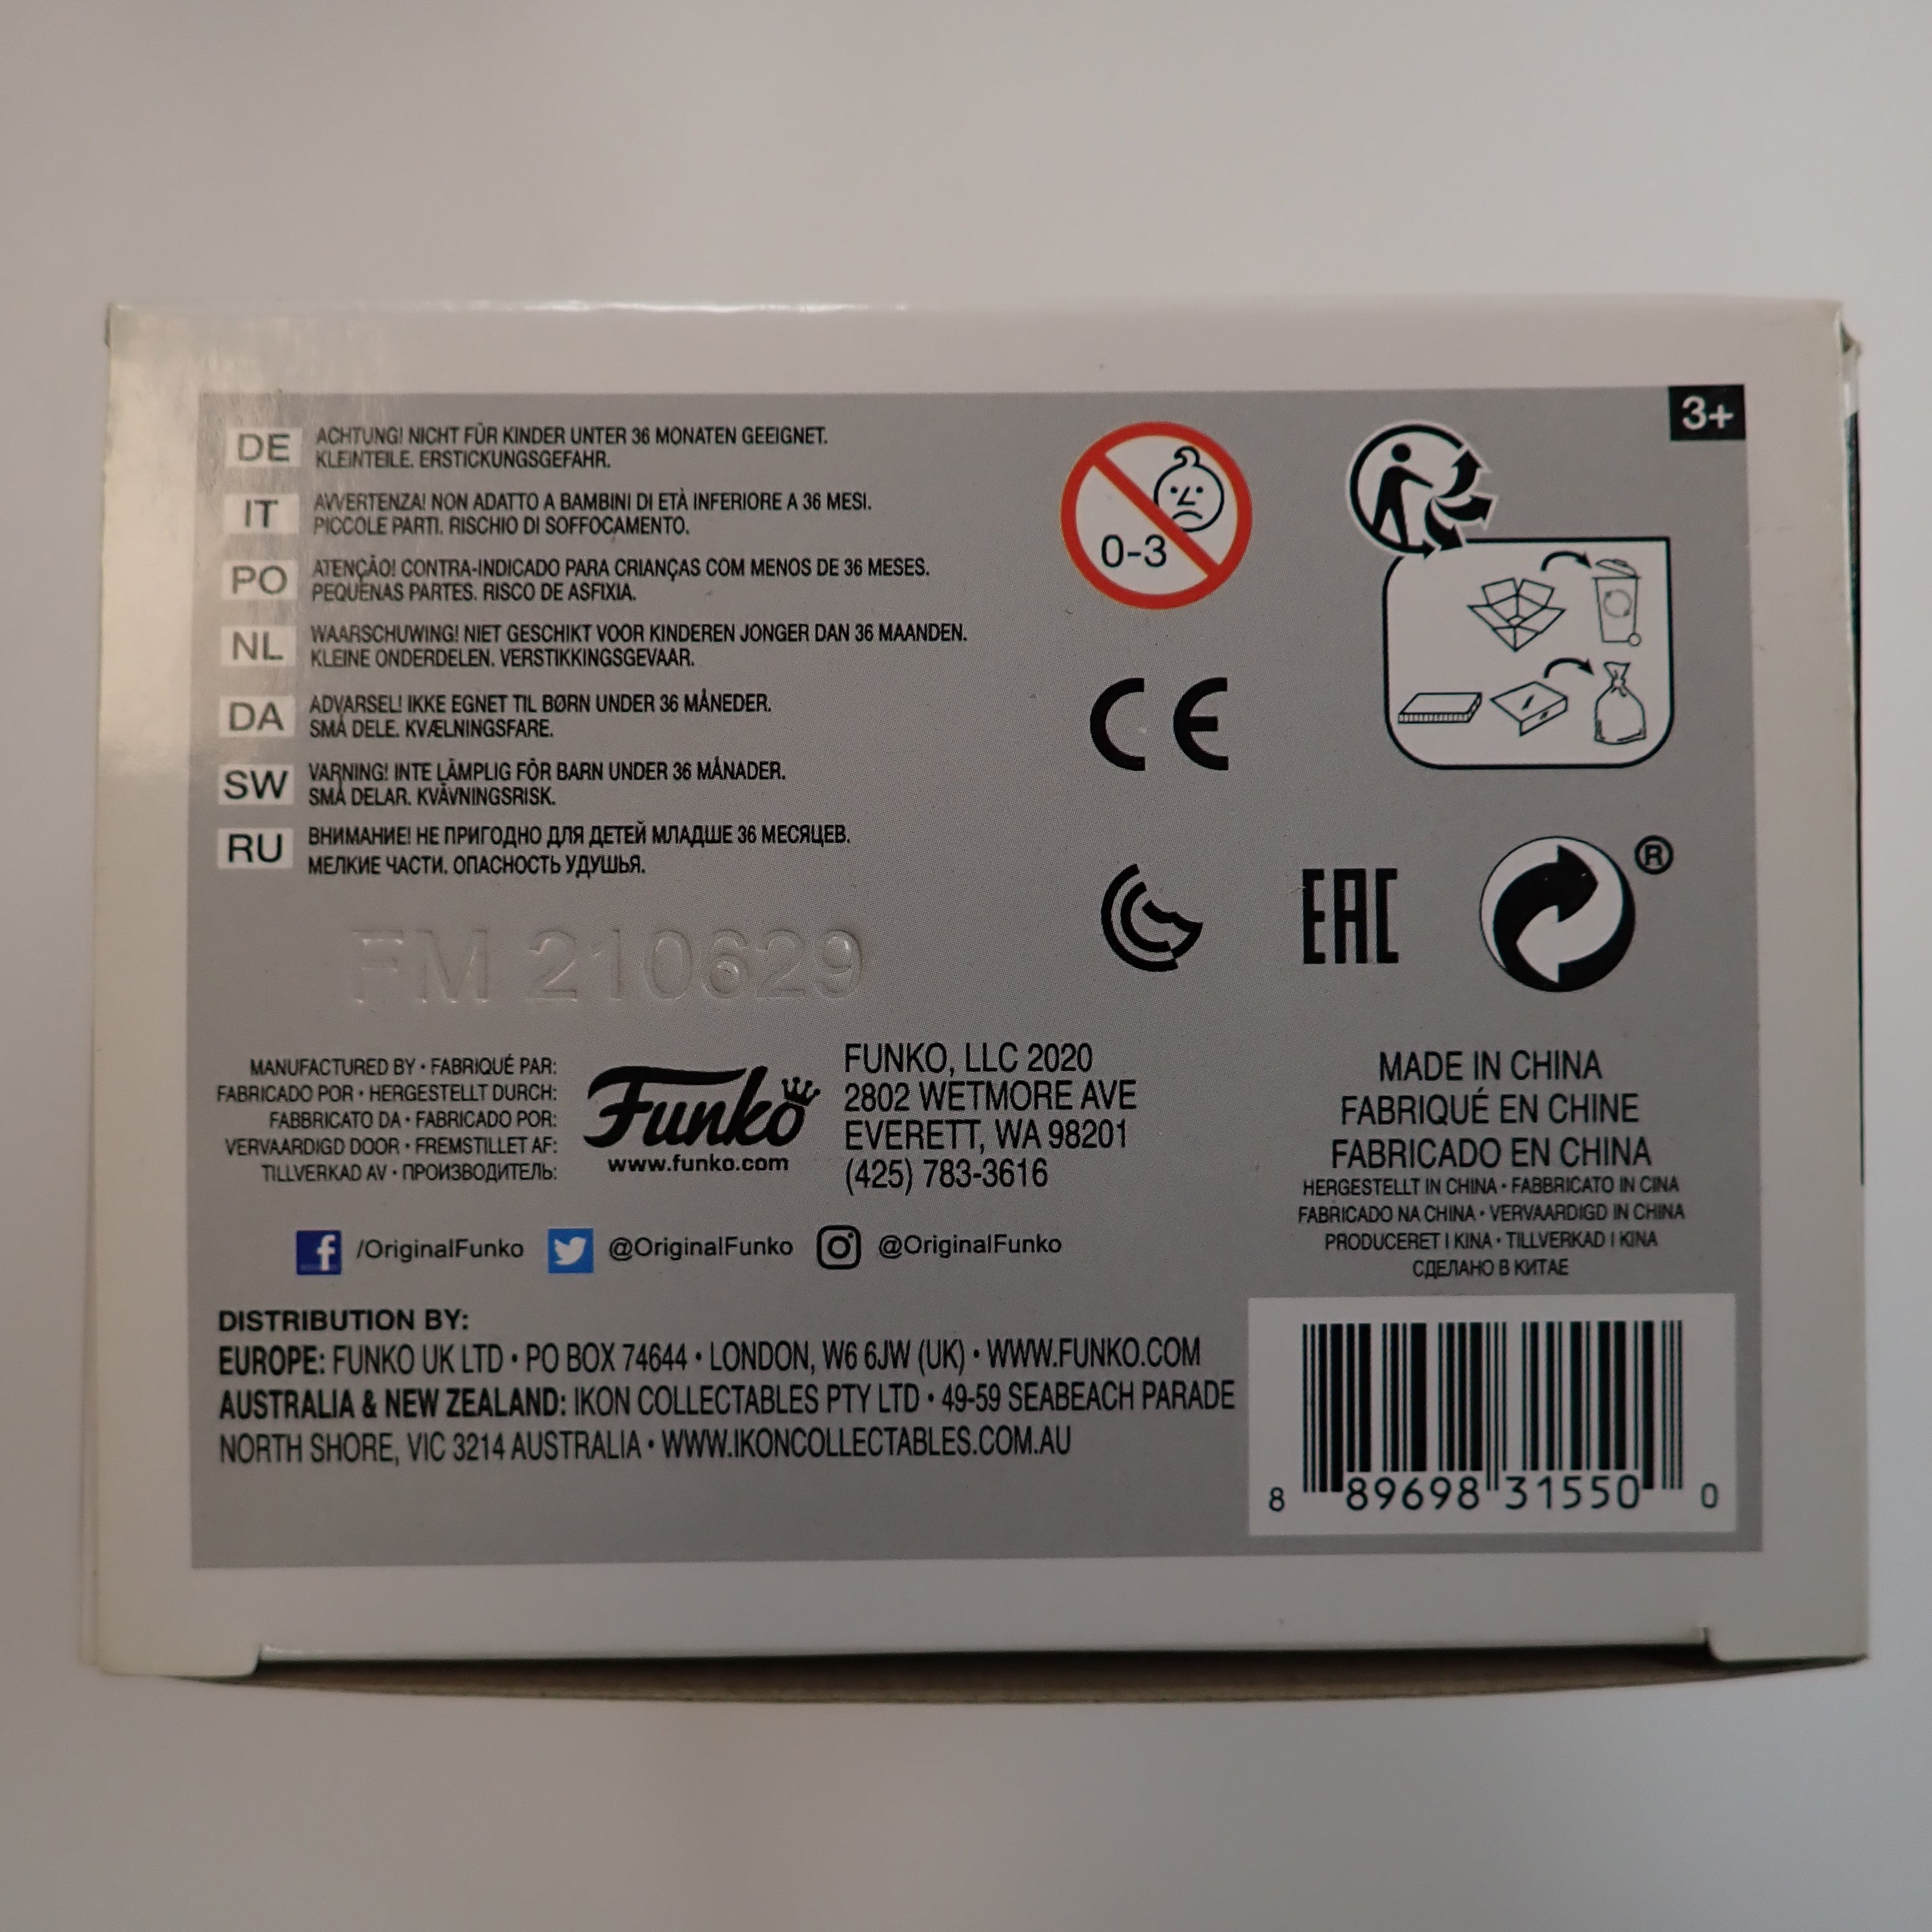 3+
DE
ACHTUNG! NICHT FÜR KINDER UNTER 36 MONATEN GEEIGNET.
KLEINTEILE. ERSTICKUNGSGEFAHR.
IT
AVVERTENZA! NON ADATTO A BAMBINI DI ETÀ INFERIORE A 36 MESI.
PICCOLE PARTI. RISCHIO DI SOFFOCAMENTO.
PO
ATENÇÃO! CONTRA-INDICADO PARA CRIANÇAS COM MENOS DE 36 MESES.
PEQUENAS PARTES. RISCO DE ASFIXIA.
NL
WAARSCHUWING! NIET GESCHIKT VOOR KINDEREN JONGER DAN 36 MAANDEN.
KLEINE ONDERDELEN. VERSTIKKINGSGEVAAR.
DA
ADVARSEL! IKKE EGNET TIL BØRN UNDER 36 MÅNEDER.
SMÅ DELE. KVÆLNINGSFARE.
SW
VARNING! INTE LÄMPLIG FÖR BARN UNDER 36 MÅNADER.
SMÅ DELAR. KVÄVNINGSRISK.
RU
ВНИМАНИЕ! НЕ ПРИГОДНО ДЛЯ ДЕТЕЙ МЛАДШЕ 36 МЕСЯЦЕВ.
МЕЛКИЕ ЧАСТИ. ОПАСНОСТЬ УДУШЬЯ.
0-3
CE
EAC
®
FM 210629
MANUFACTURED BY • FABRIQUÉ PAR:
FABRICADO POR • HERGESTELLT DURCH:
FABBRICATO DA • FABRICADO POR:
VERVAARDIGD DOOR • FREMSTILLET AF:
TILLVERKAD AV • ПРОИЗВОДИТЕЛЬ:
Funko
www.funko.com
FUNKO, LLC 2020
2802 WETMORE AVE
EVERETT, WA 98201
(425) 783-3616
MADE IN CHINA
FABRIQUÉ EN CHINE
FABRICADO EN CHINA
HERGESTELLT IN CHINA • FABBRICATO IN CINA
FABRICADO NA CHINA • VERVAARDIGD IN CHINA
PRODUCERET I KINA • TILLVERKAD I KINA
СДЕЛАНО В КИТАЕ
f /OriginalFunko @OriginalFunko @OriginalFunko
DISTRIBUTION BY:
EUROPE: FUNKO UK LTD • PO BOX 74644 • LONDON, W6 6JW (UK) • WWW.FUNKO.COM
AUSTRALIA & NEW ZEALAND: IKON COLLECTABLES PTY LTD • 49-59 SEABEACH PARADE
NORTH SHORE, VIC 3214 AUSTRALIA • WWW.IKONCOLLECTABLES.COM.AU
8 89698 31550 0